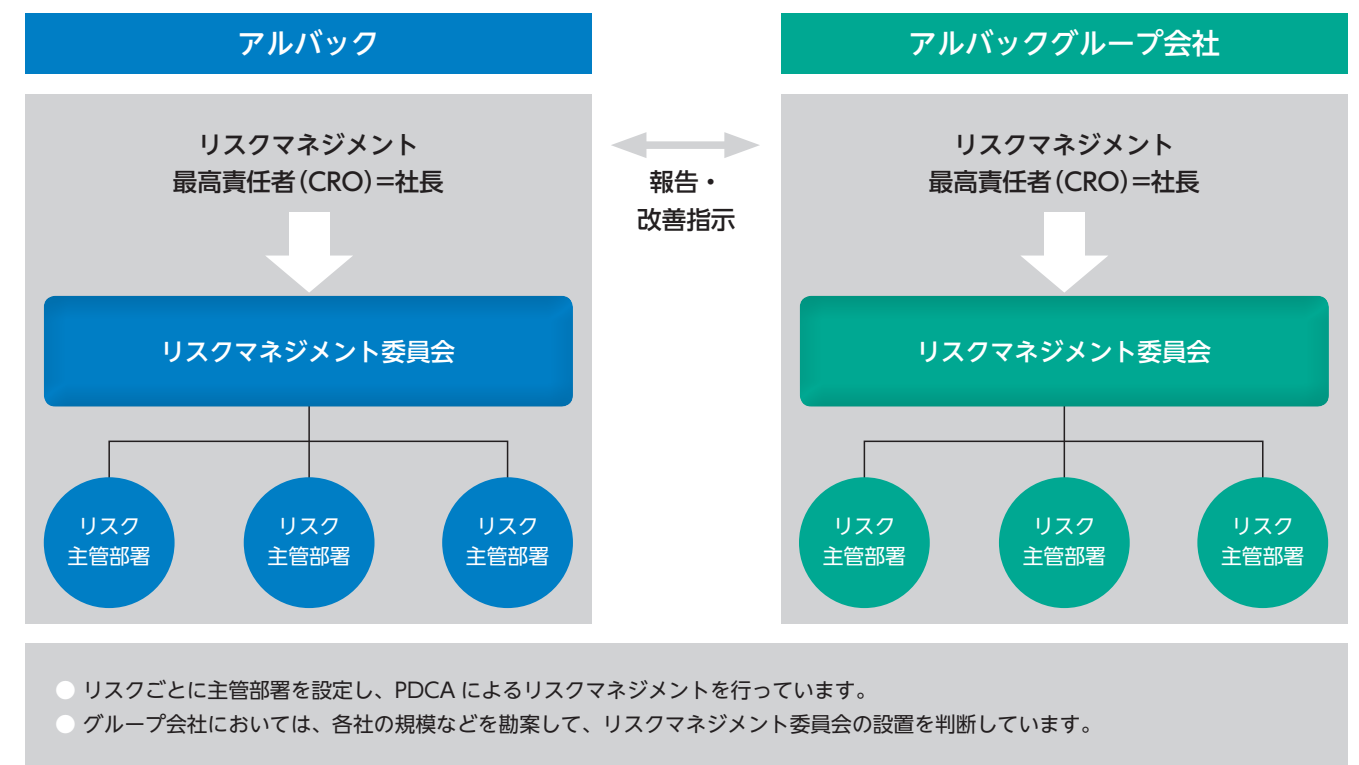 アルバック
リスクマネジメント
最高責任者(CRO)=社長
リスクマネジメント委員会
リスク
主管部署
リスク
主管部署
リスク
主管部署
報告・
改善指示
アルバックグループ会社
リスクマネジメント
最高責任者(CRO)=社長
リスクマネジメント委員会
リスク
主管部署
リスク
主管部署
リスク
主管部署
● リスクごとに主管部署を設定し、PDCA によるリスクマネジメントを行っています。
● グループ会社においては、各社の規模などを勘案して、リスクマネジメント委員会の設置を判断しています。